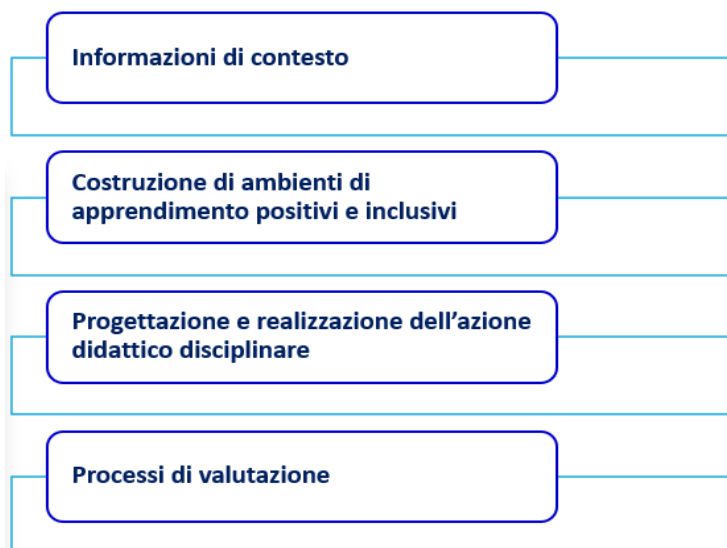 Informazioni di contesto
Costruzione di ambienti di
apprendimento positivi e inclusivi
Progettazione e realizzazione dell’azione
didattico disciplinare
Processi di valutazione